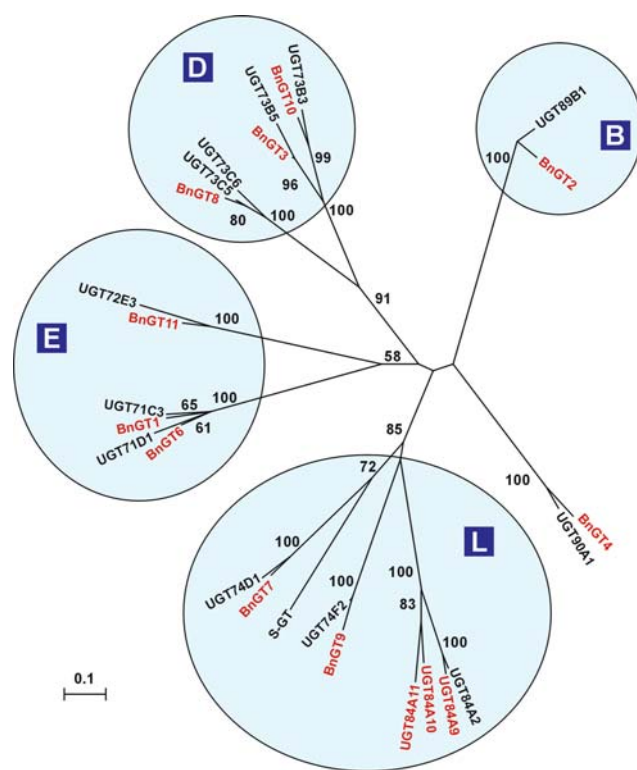 D
UGT73B3
BnGT10
UGT73B5
BnGT3
99
96
UGT73C6
UGT73C5
BnGT8
80
100
100
B
UGT89B1
100
BnGT2
91
E
UGT72E3
BnGT11
100
58
UGT71C3
65
100
BnGT1
UGT71D1
BnGT6
61
85
72
L
100
UGT74D1
BnGT7
S-GT
100
UGT74F2
BnGT9
100
83
100
UGT84A11
UGT84A10
UGT84A9
UGT84A2
100
BnGT4
UGT90A1
0.1